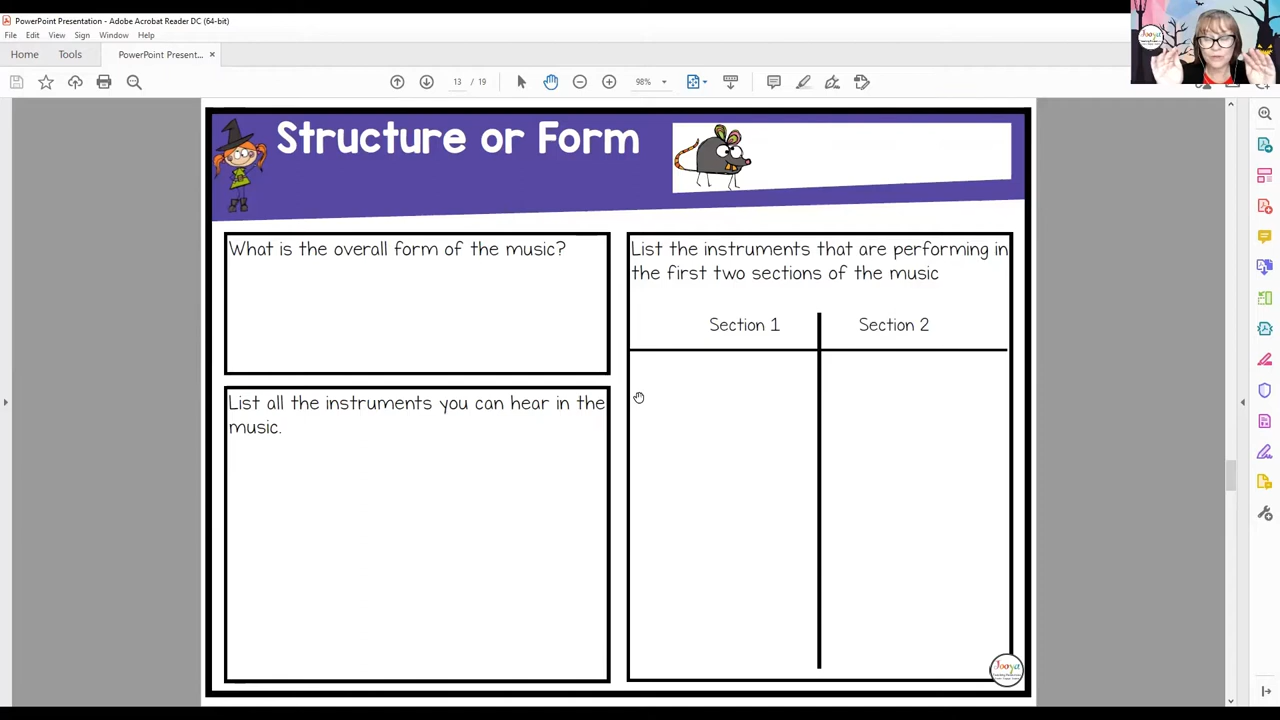 PowerPoint Presentation - Adobe Acrobat Reader DC (64-bit)
File Edit View Sign Window Help
Home Tools PowerPoint Present... ×
13 / 19 98%
Structure or Form
What is the overall form of the music?
List all the instruments you can hear in the
music.
List the instruments that are performing in
the first two sections of the music
Section 1 Section 2
Jooya
Jooya